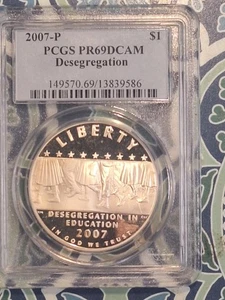 2007-P $1
PCGS PR69DCAM
Desegregation
149570.69/13839586
LIBERTY
DESEGREGATION IN
EDUCATION
2007
IN GOD WE TRUST